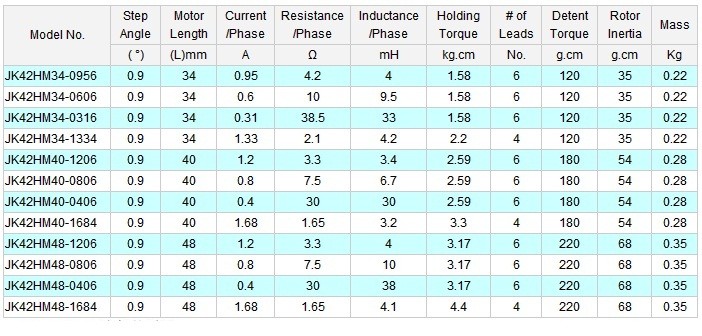 Model No. Step Motor Current Resistance Inductance Holding # of Detent Rotor Mass
Angle Length /Phase /Phase /Phase Torque Leads Torque Inertia
( °) (L)mm A Ω mH kg.cm No. g.cm g.cm Kg
JK42HM34-0956 0.9 34 0.95 4.2 4 1.58 6 120 35 0.22
JK42HM34-0606 0.9 34 0.6 10 9.5 1.58 6 120 35 0.22
JK42HM34-0316 0.9 34 0.31 38.5 33 1.58 6 120 35 0.22
JK42HM34-1334 0.9 34 1.33 2.1 4.2 2.2 4 120 35 0.22
JK42HM40-1206 0.9 40 1.2 3.3 3.4 2.59 6 180 54 0.28
JK42HM40-0806 0.9 40 0.8 7.5 6.7 2.59 6 180 54 0.28
JK42HM40-0406 0.9 40 0.4 30 30 2.59 6 180 54 0.28
JK42HM40-1684 0.9 40 1.68 1.65 3.2 3.3 4 180 54 0.28
JK42HM48-1206 0.9 48 1.2 3.3 4 3.17 6 220 68 0.35
JK42HM48-0806 0.9 48 0.8 7.5 10 3.17 6 220 68 0.35
JK42HM48-0406 0.9 48 0.4 30 38 3.17 6 220 68 0.35
JK42HM48-1684 0.9 48 1.68 1.65 4.1 4.4 4 220 68 0.35